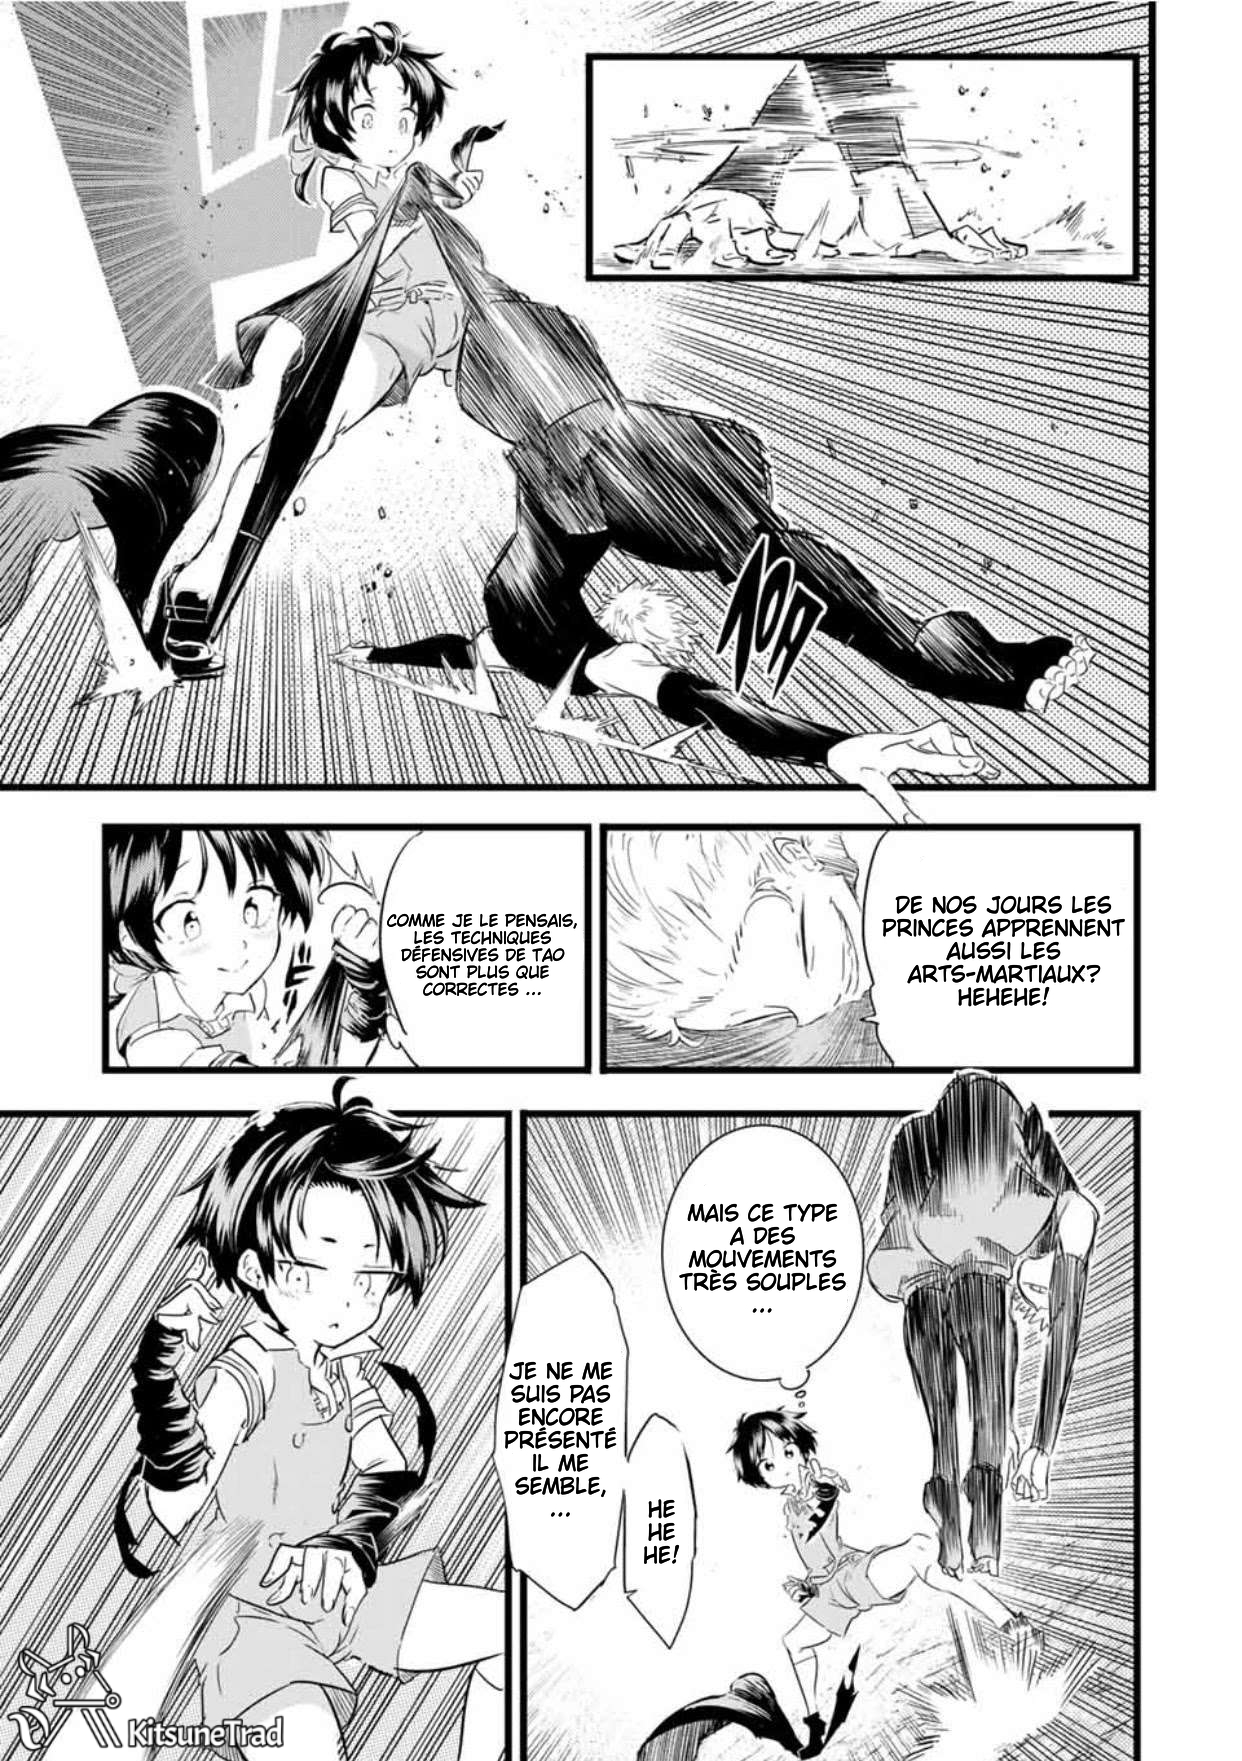 DE NOS JOURS LES
PRINCES APPRENNENT
AUSSI LES
ARTS-MARTIAUX?
HEHEHE!
COMME JE LE PENSAIS,
LES TECHNIQUES
DÉFENSIVES DE TAO
SONT PLUS QUE
CORRECTES ...
MAIS CE TYPE
A DES
MOUVEMENTS
TRÈS SOUPLES
...
HE
HE
HE!
JE NE ME
SUIS PAS
ENCORE
PRÉSENTÉ
IL ME
SEMBLE,
...
KitsuneTrad